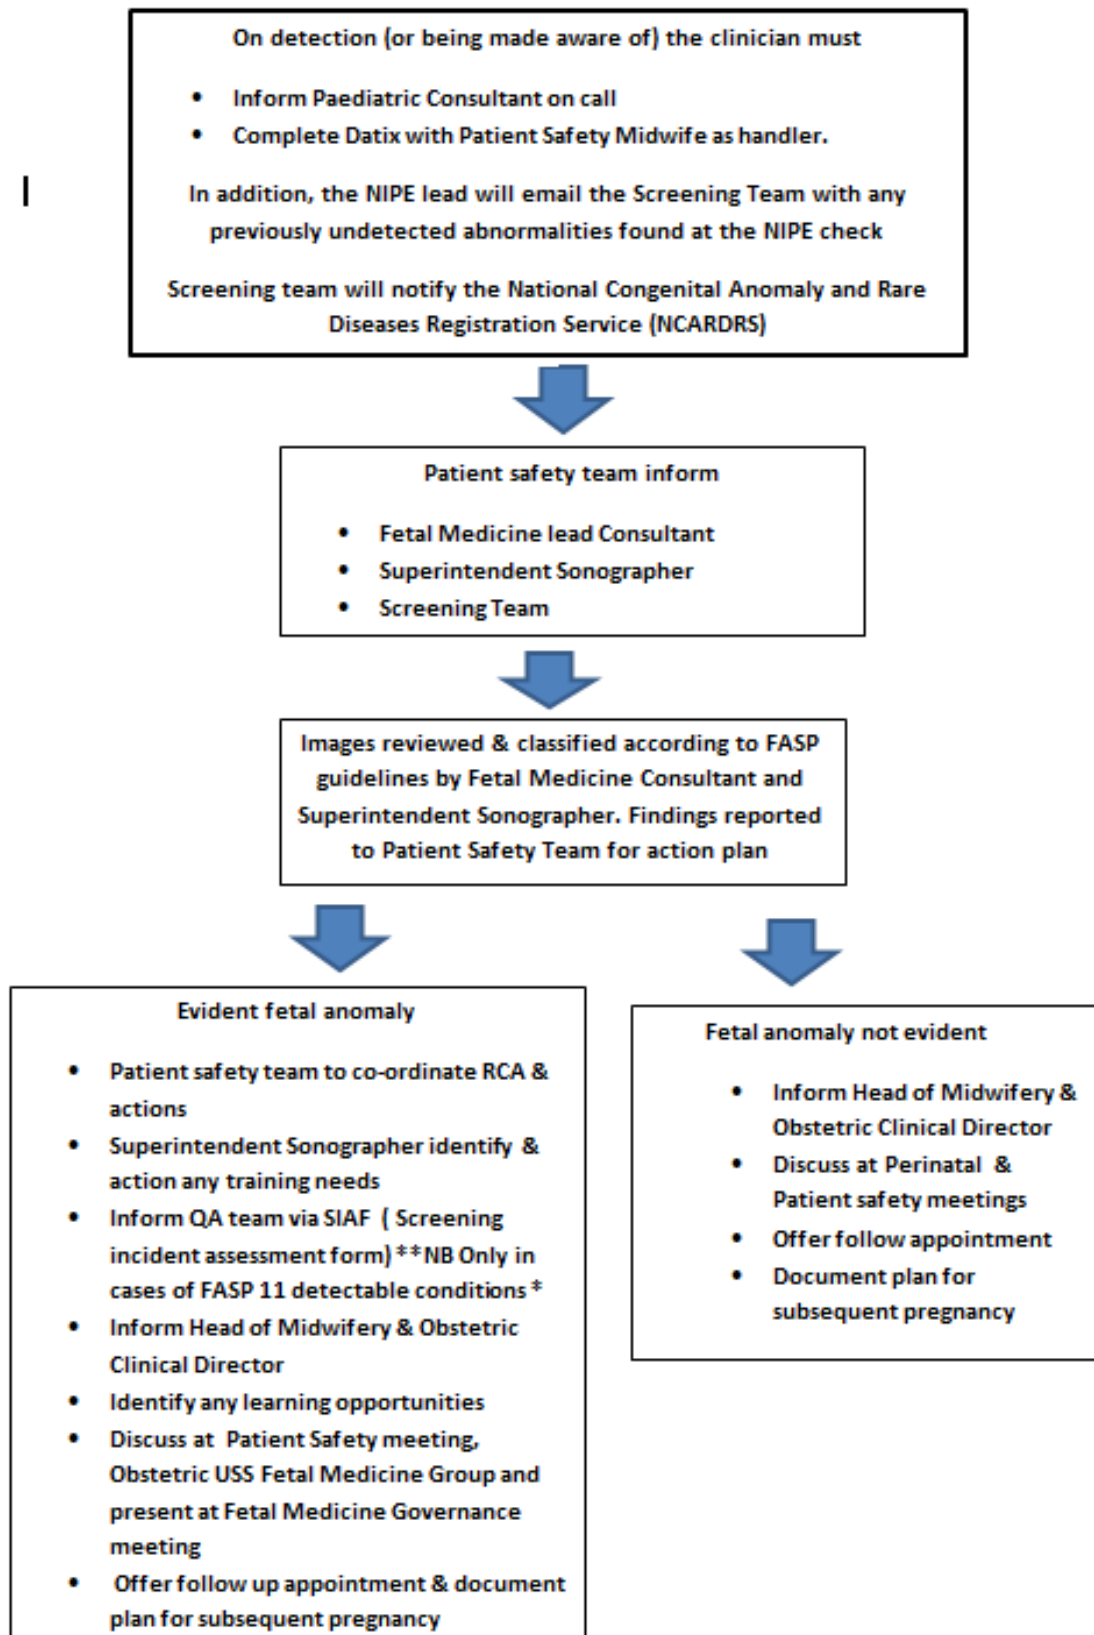 On detection (or being made aware of) the clinician must
• Inform Paediatric Consultant on call
• Complete Datix with Patient Safety Midwife as handler.
In addition, the NIPE lead will email the Screening Team with any
previously undetected abnormalities found at the NIPE check
Screening team will notify the National Congenital Anomaly and Rare
Diseases Registration Service (NCARDRS)
Patient safety team inform
• Fetal Medicine lead Consultant
• Superintendent Sonographer
• Screening Team
Images reviewed & classified according to FASP
guidelines by Fetal Medicine Consultant and
Superintendent Sonographer. Findings reported
to Patient Safety Team for action plan
Evident fetal anomaly
• Patient safety team to co-ordinate RCA &
actions
• Superintendent Sonographer identify &
action any training needs
• Inform QA team via SIAF ( Screening
incident assessment form) **NB Only in
cases of FASP 11 detectable conditions *
• Inform Head of Midwifery & Obstetric
Clinical Director
• Identify any learning opportunities
• Discuss at Patient Safety meeting,
Obstetric USS Fetal Medicine Group and
present at Fetal Medicine Governance
meeting
• Offer follow up appointment & document
plan for subsequent pregnancy
Fetal anomaly not evident
• Inform Head of Midwifery &
Obstetric Clinical Director
• Discuss at Perinatal &
Patient safety meetings
• Offer follow appointment
• Document plan for
subsequent pregnancy